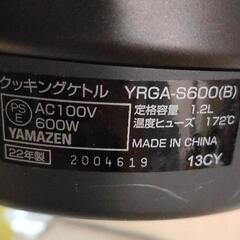 クッキングケトル YRGA-S600(B)
PS
E
AC100V
600W
定格容量 1.2L
温度ヒューズ 172℃
YAMAZEN
MADE IN CHINA
22年製
2004619
13CY